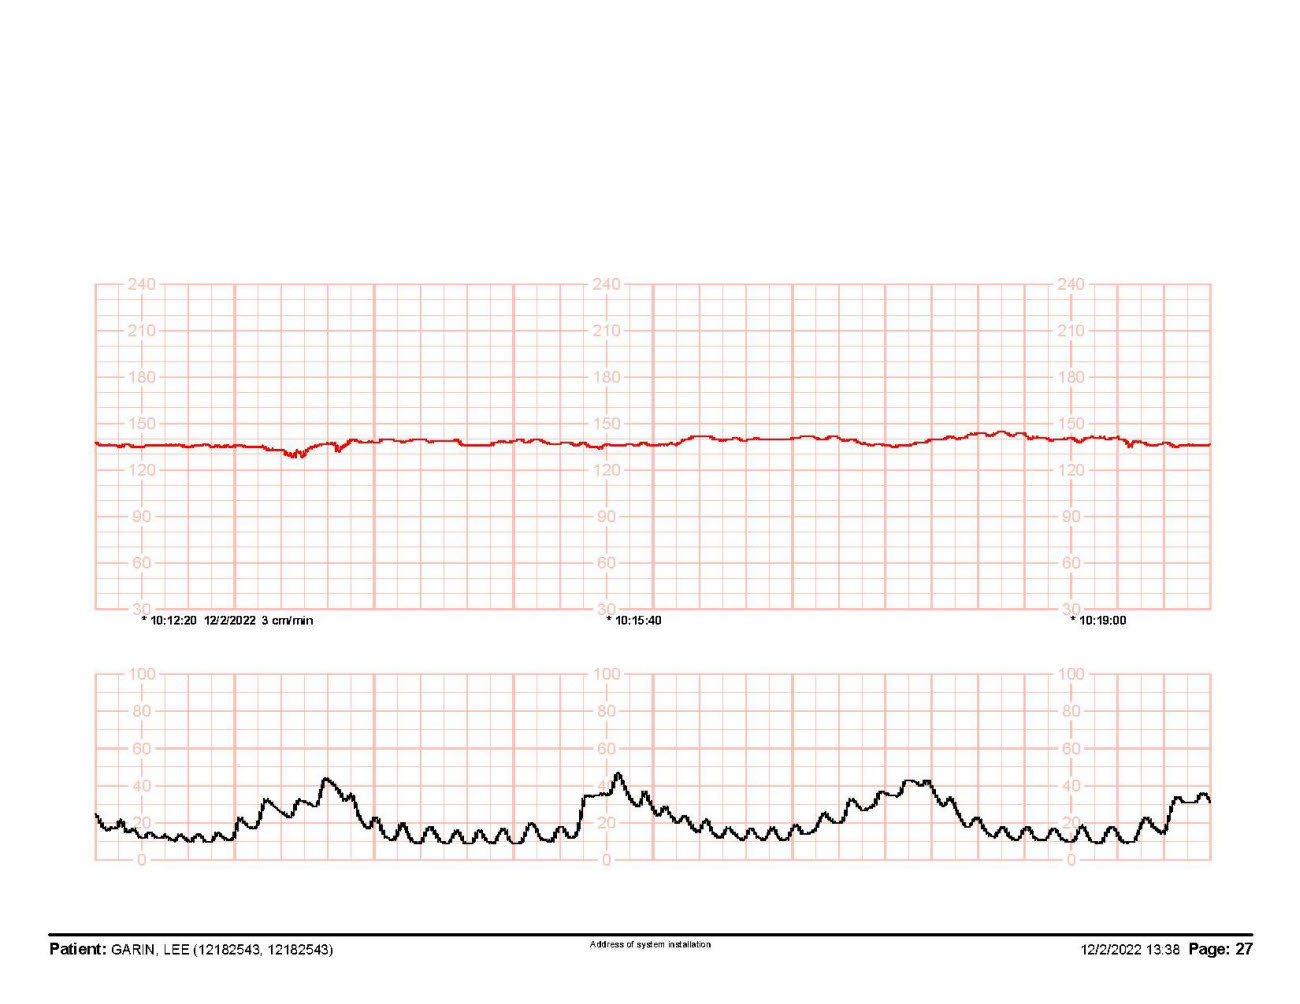 240 240 240
210 210 210
180 180 180
150 150 150
120 120 120
90 90 90
60 60 60
30 30 30
* 10:12:20 12/2/2022 3 cm/min * 10:15:40 * 10:19:00
100 100 100
80 80 80
60 60 60
40 40 40
20 20 20
0 0 0
Patient: GARIN, LEE (12182543, 12182543) Address of system installation 12/2/2022 13:38 Page: 27